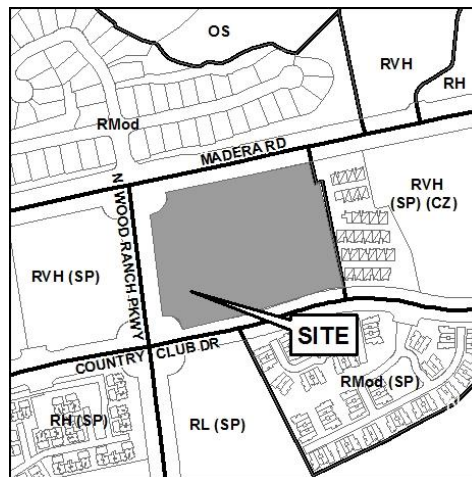 OS
RVH
RH
RMod
MADERA RD
N. WOOD RANCH PKWY
RVH
(SP) (CZ)
RVH (SP)
SITE
COUNTRY CLUB DR
RMod (SP)
RH (SP)
RL (SP)